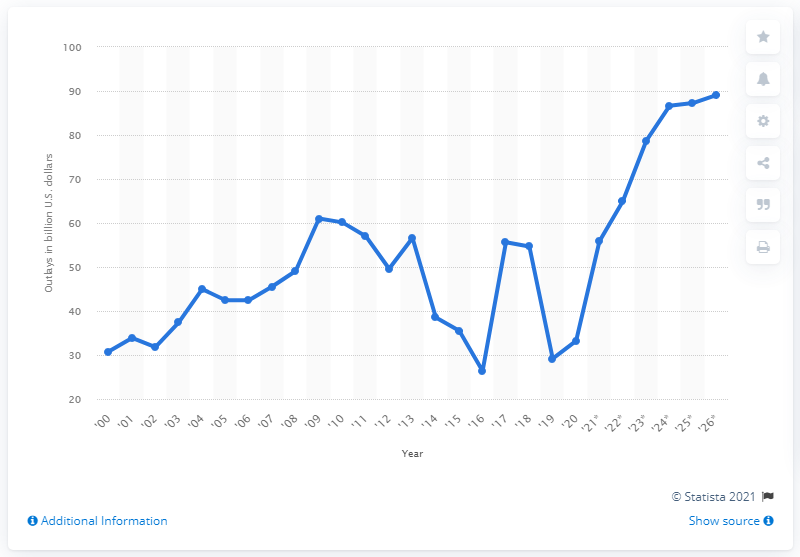 100
90
80
70
60
50
40
30
20
Outlays in billion U.S. dollars
'00 '01 '02 '03 '04 '05 '06 '07 '08 '09 '10 '11 '12 '13 '14 '15 '16 '17 '18 '19 '20 '21* '22* '23* '24* '25* '26*
Year
© Statista 2021
Additional Information
Show source